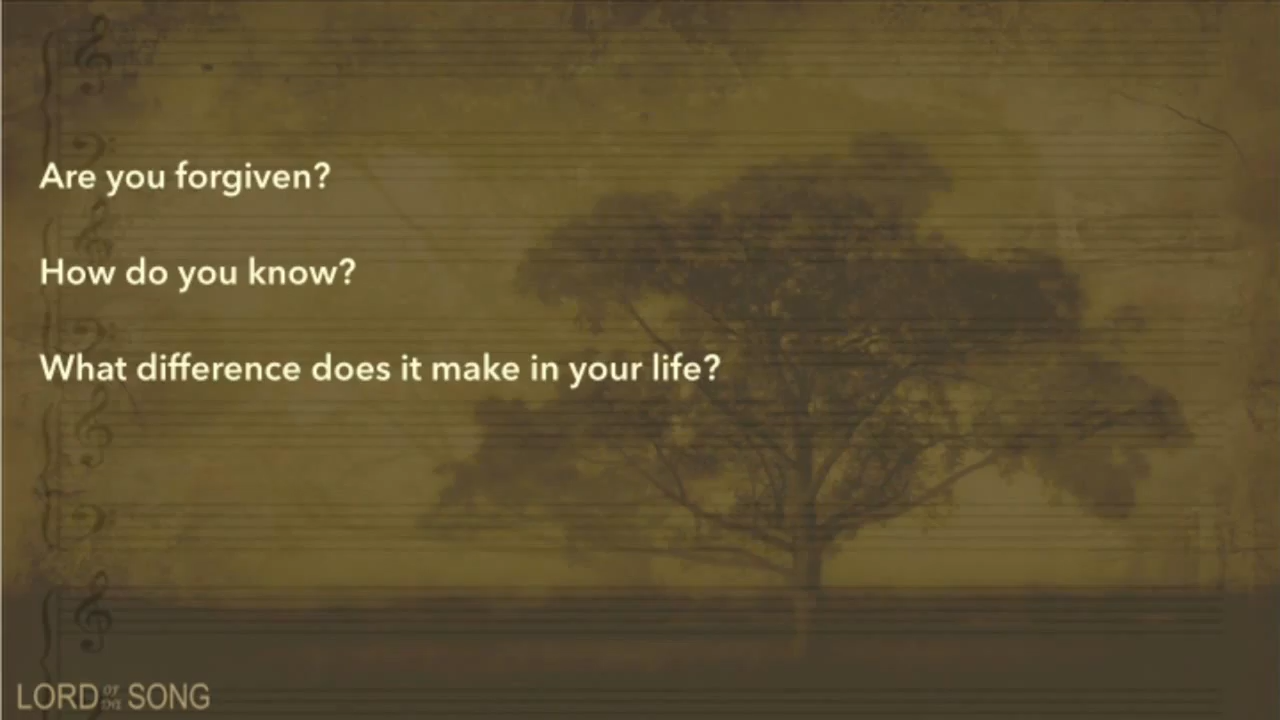 Are you forgiven?
How do you know?
What difference does it make in your life?
LORD OF THE SONG